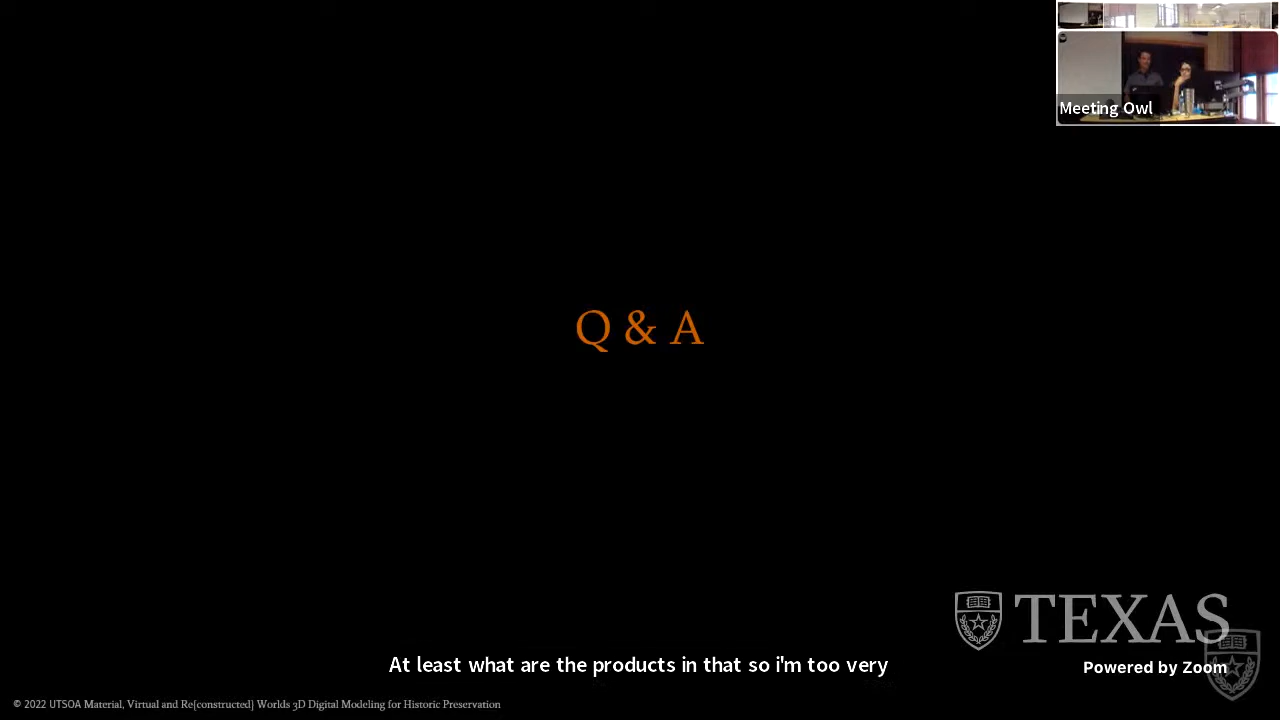 Meeting Owl
Q & A
TEXAS
At least what are the products in that so i'm too very
Powered by Zoom
© 2022 UTSOA Material, Virtual and Re[constructed] Worlds 3D Digital Modeling for Historic Preservation